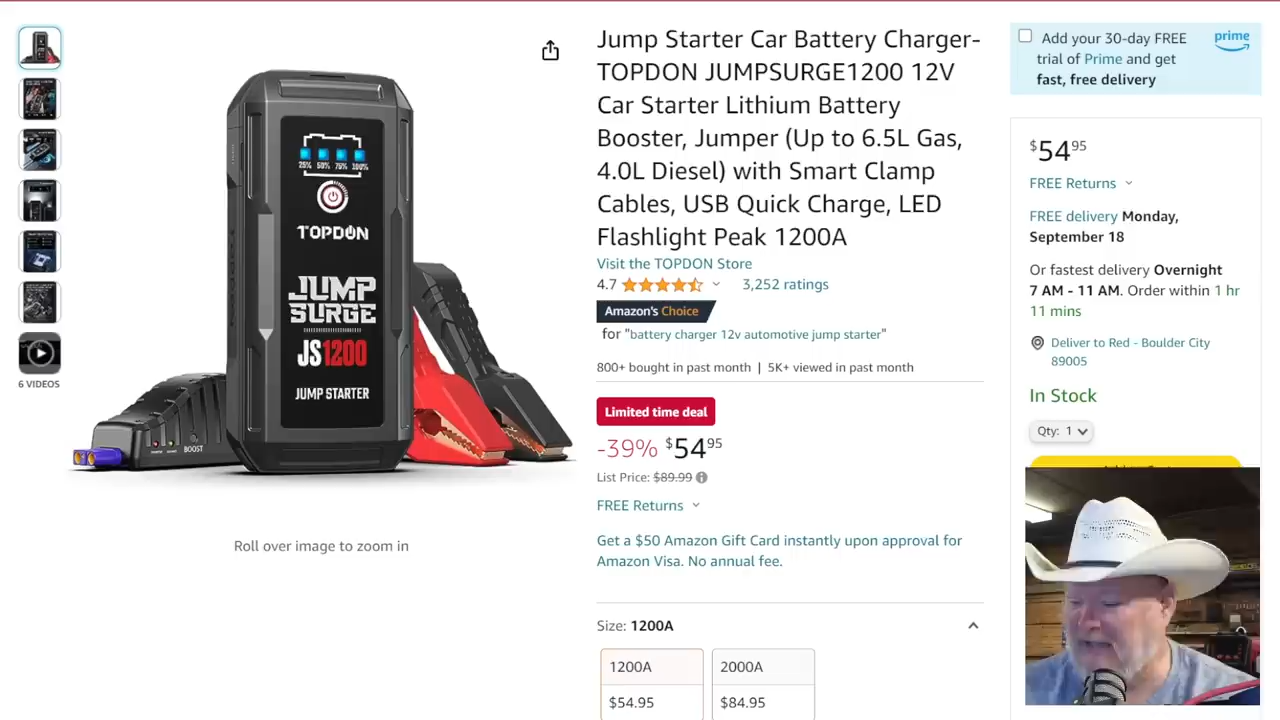 Jump Starter Car Battery Charger-
TOPDON JUMPSURGE1200 12V
Car Starter Lithium Battery
Booster, Jumper (Up to 6.5L Gas,
4.0L Diesel) with Smart Clamp
Cables, USB Quick Charge, LED
Flashlight Peak 1200A
Visit the TOPDON Store
4.7 3,252 ratings
Amazon's Choice
for "battery charger 12v automotive jump starter"
800+ bought in past month | 5K+ viewed in past month
Limited time deal
-39% $54 95
List Price: $89.99
FREE Returns
Get a $50 Amazon Gift Card instantly upon approval for
Amazon Visa. No annual fee.
Size: 1200A
1200A 2000A
$54.95 $84.95
25% 50% 75% 100%
TOPDON
JUMP
SURGE
JS1200
JUMP STARTER
BOOST
6 VIDEOS
Roll over image to zoom in
Add your 30-day FREE
trial of Prime and get
fast, free delivery
prime
$54 95
FREE Returns
FREE delivery Monday,
September 18
Or fastest delivery Overnight
7 AM - 11 AM. Order within 1 hr
11 mins
Deliver to Red - Boulder City
89005
In Stock
Qty: 1